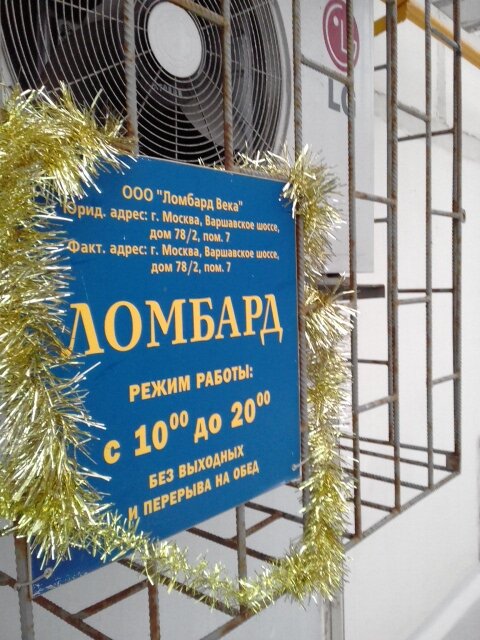 LG
ООО "Ломбард Века"
Юрид. адрес: г. Москва, Варшавское шоссе,
дом 78/2, пом. 7
Факт. адрес: г. Москва, Варшавское шоссе,
дом 78/2, пом. 7
ЛОМБАРД
РЕЖИМ РАБОТЫ:
с 10⁰⁰ до 20⁰⁰
БЕЗ ВЫХОДНЫХ
И ПЕРЕРЫВА НА ОБЕД